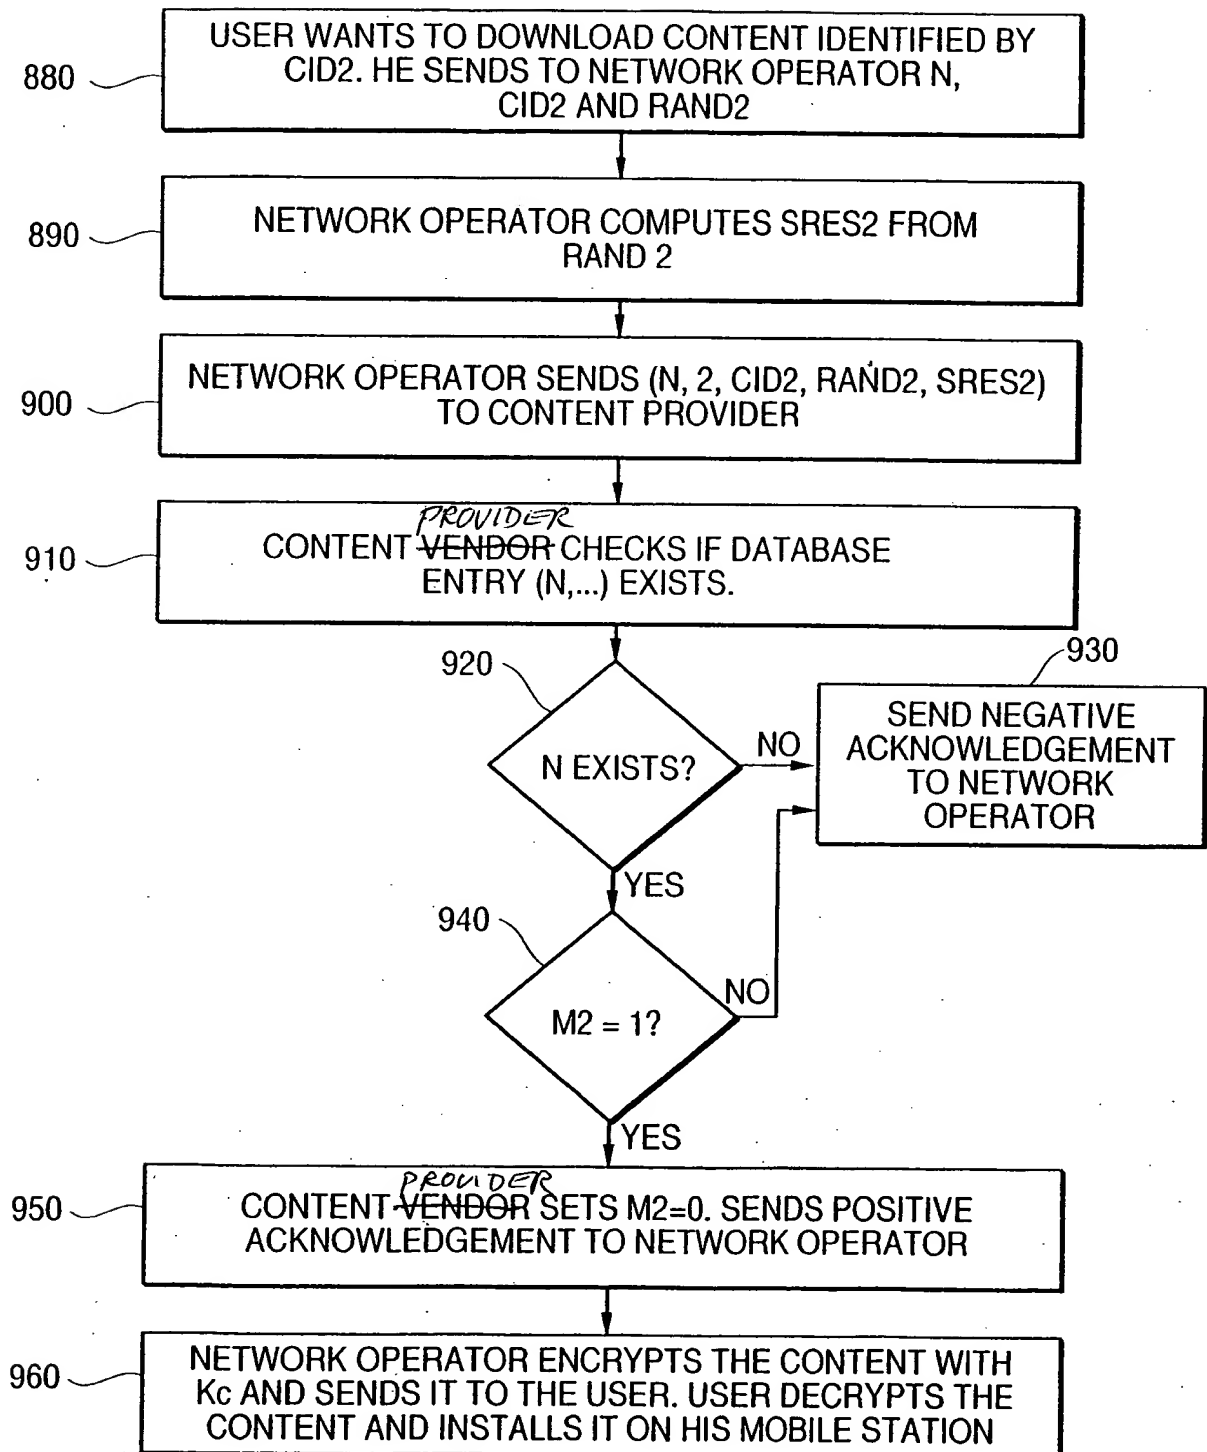 880
USER WANTS TO DOWNLOAD CONTENT IDENTIFIED BY
CID2. HE SENDS TO NETWORK OPERATOR N,
CID2 AND RAND2
890
NETWORK OPERATOR COMPUTES SRES2 FROM
RAND 2
900
NETWORK OPERATOR SENDS (N, 2, CID2, RAND2, SRES2)
TO CONTENT PROVIDER
910
PROVIDER
CONTENT VENDOR CHECKS IF DATABASE
ENTRY (N,...) EXISTS.
920
N EXISTS?
NO
930
SEND NEGATIVE
ACKNOWLEDGEMENT
TO NETWORK
OPERATOR
YES
940
M2 = 1?
NO
YES
950
PROVIDER
CONTENT VENDOR SETS M2=0. SENDS POSITIVE
ACKNOWLEDGEMENT TO NETWORK OPERATOR
960
NETWORK OPERATOR ENCRYPTS THE CONTENT WITH
Kc AND SENDS IT TO THE USER. USER DECRYPTS THE
CONTENT AND INSTALLS IT ON HIS MOBILE STATION